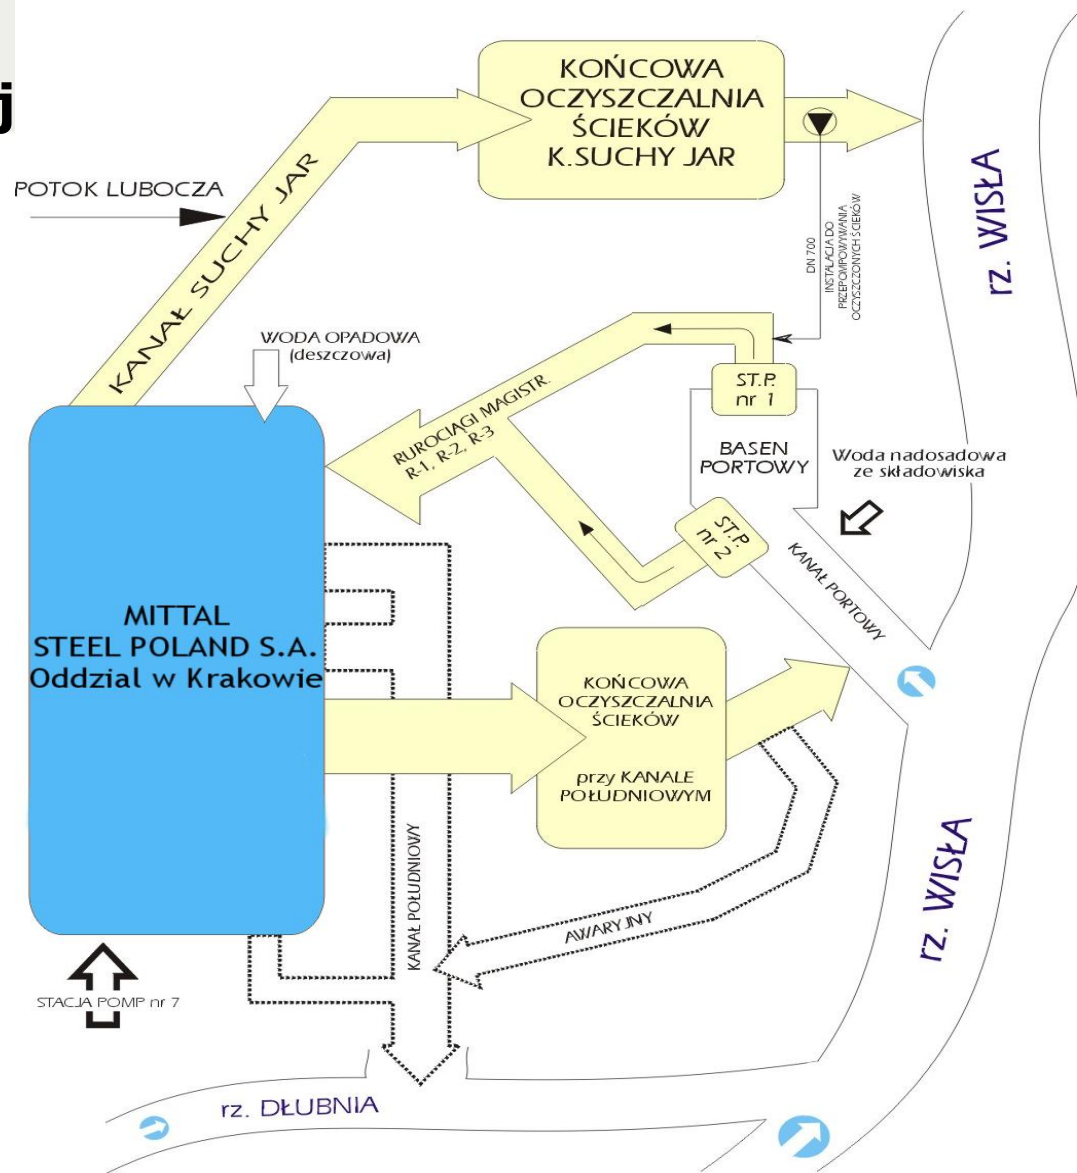 j
KOŃCOWA
OCZYSZCZALNIA
ŚCIEKÓW
K.SUCHY JAR
POTOK LUBOCZA
KANAŁ SUCHY JAR
rz. WISŁA
DN 700
INSTALACJA DO
PRZEPOMPOWYWANIA
OCZYSZCZONYCH ŚCIEKÓW
WODA OPADOWA
(deszczowa)
ST.P.
nr 1
RUROCIĄGI MAGISTR.
R-1, R-2, R-3
BASEN
PORTOWY
Woda nadosadowa
ze składowiska
ST.P.
nr 2
KANAŁ PORTOWY
MITTAL
STEEL POLAND S.A.
Oddzial w Krakowie
KOŃCOWA
OCZYSZCZALNIA
ŚCIEKÓW
przy KANALE
POŁUDNIOWYM
KANAŁ POŁUDNIOWY
rz. WISŁA
AWARYJNY
STACJA POMP nr 7
rz. DŁUBNIA